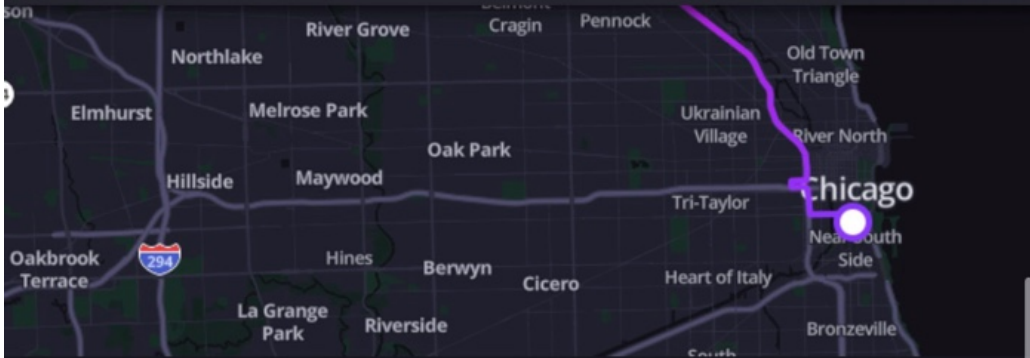 son
Cragin
Pennock
River Grove
Northlake
Old Town
Triangle
Elmhurst
Melrose Park
Ukrainian
Village
River North
Oak Park
Hillside
Maywood
Chicago
Tri-Taylor
Near South
Side
Oakbrook
Terrace
294
Hines
Berwyn
Cicero
Heart of Italy
La Grange
Park
Riverside
Bronzeville